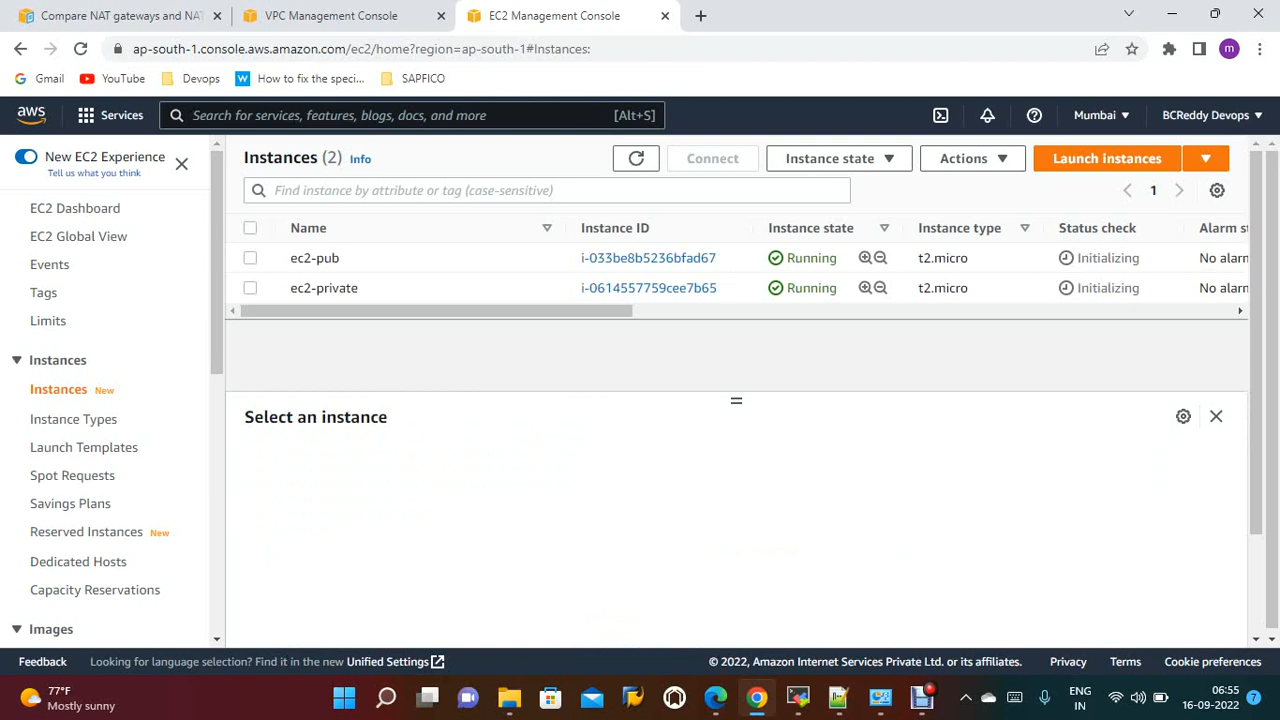 Compare NAT gateways and NAT
VPC Management Console
EC2 Management Console
ap-south-1.console.aws.amazon.com/ec2/home?region=ap-south-1#Instances:
m
Gmail
YouTube
Devops
W How to fix the speci...
SAPFICO
aws
Services
Search for services, features, blogs, docs, and more
[Alt+S]
Mumbai
BCReddy Devops
New EC2 Experience
Tell us what you think
EC2 Dashboard
EC2 Global View
Events
Tags
Limits
Instances
Instances New
Instance Types
Launch Templates
Spot Requests
Savings Plans
Reserved Instances New
Dedicated Hosts
Capacity Reservations
Images
Instances (2) Info
Connect
Instance state
Actions
Launch instances
Find instance by attribute or tag (case-sensitive)
1
Name Instance ID Instance state Instance type Status check Alarm s
ec2-pub i-033be8b5236bfad67 Running t2.micro Initializing No alarm
ec2-private i-0614557759cee7b65 Running t2.micro Initializing No alarm
Select an instance
Feedback
Looking for language selection? Find it in the new Unified Settings
© 2022, Amazon Internet Services Private Ltd. or its affiliates.
Privacy
Terms
Cookie preferences
77°F
Mostly sunny
ENG
IN
06:55
16-09-2022
7